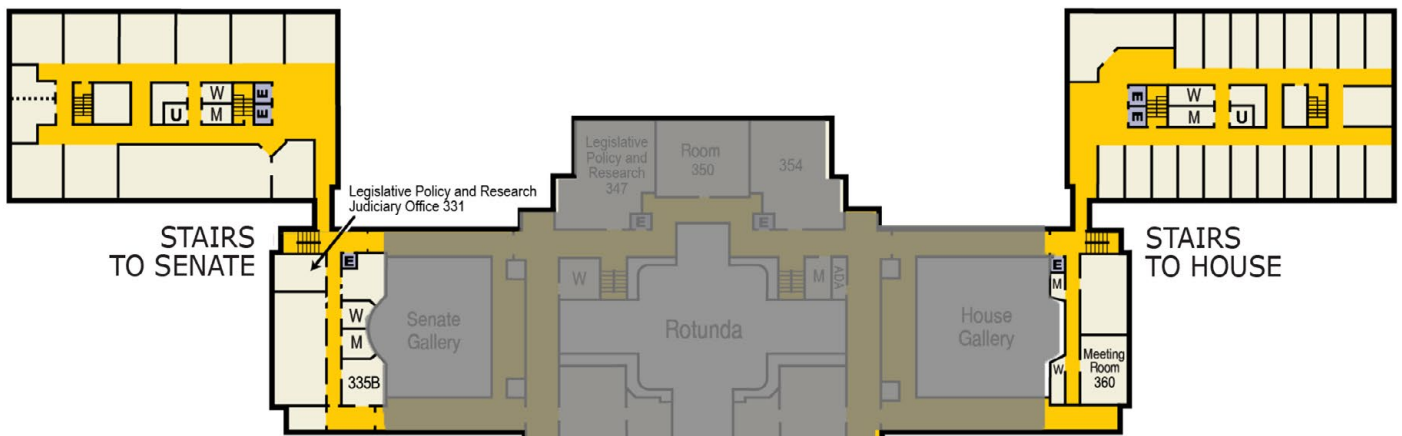 W
E
M
U
E
E
W
E
M
U
Legislative
Policy and
Research
347
Room
350
354
Legislative Policy and Research
Judiciary Office 331
E
E
STAIRS
TO SENATE
STAIRS
TO HOUSE
E
E
W
M
ADA
M
W
M
Senate
Gallery
Rotunda
House
Gallery
335B
W
Meeting
Room
360